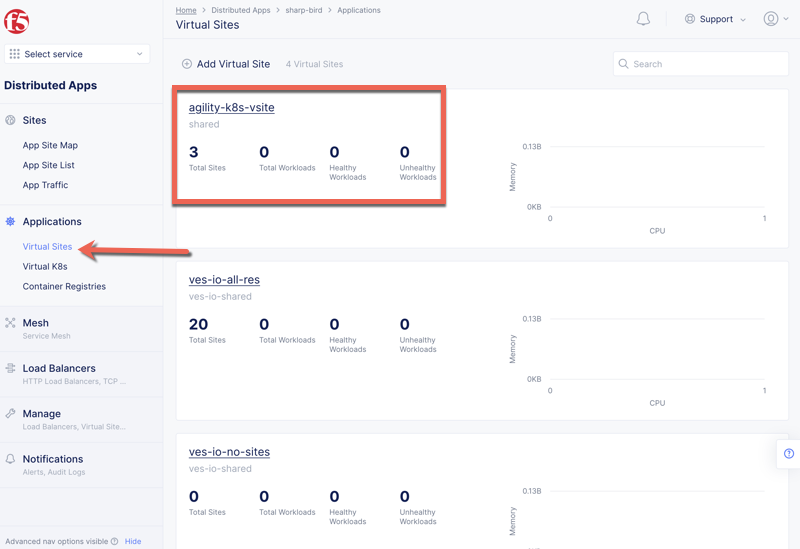 f5
Select service
Distributed Apps
Sites
App Site Map
App Site List
App Traffic
Applications
Virtual Sites
Virtual K8s
Container Registries
Mesh
Service Mesh
Load Balancers
HTTP Load Balancers, TCP ...
Manage
Load Balancers, Virtual Site...
Notifications
Alerts, Audit Logs
Advanced nav options visible ? Hide
Home > Distributed Apps > sharp-bird > Applications
Virtual Sites
Support
Add Virtual Site 4 Virtual Sites
Search
agility-k8s-vsite
shared
3 0 0 0
Total Sites Total Workloads Healthy Unhealthy
Workloads Workloads
0.13B
Memory
0KB
0 1
CPU
ves-io-all-res
ves-io-shared
20 0 0 0
Total Sites Total Workloads Healthy Unhealthy
Workloads Workloads
0.13B
Memory
0KB
0 1
CPU
ves-io-no-sites
ves-io-shared
0 0 0 0
Total Sites Total Workloads Healthy Unhealthy
Workloads Workloads
0.13B
Memory